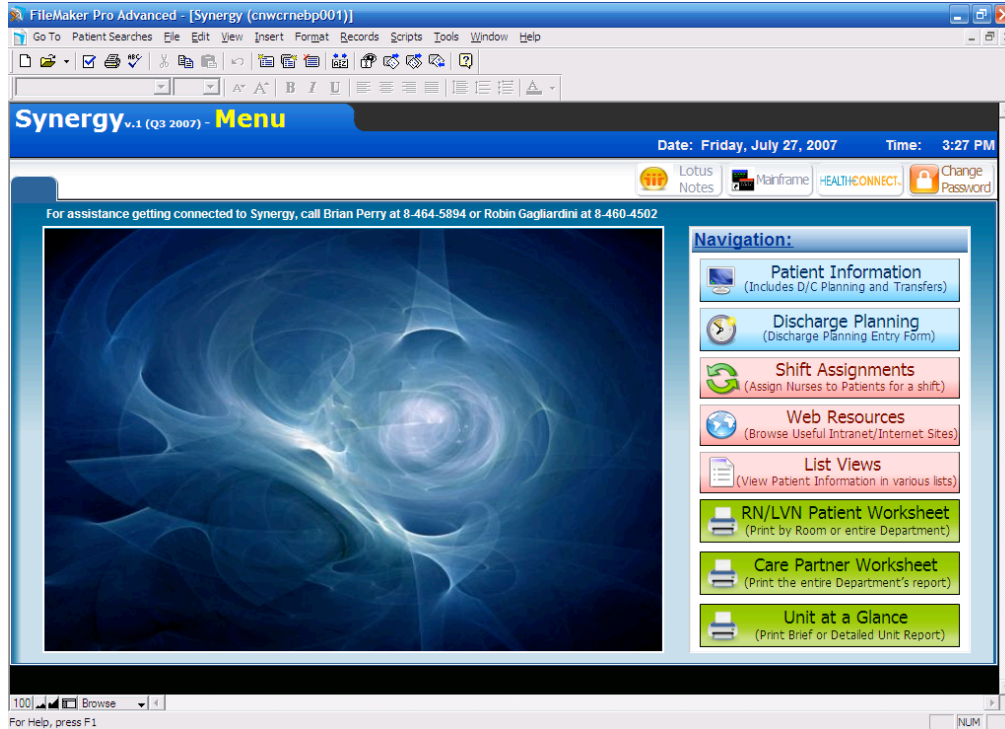 FileMaker Pro Advanced - [Synergy (cnwcrnebp001)]
Go To Patient Searches File Edit View Insert Format Records Scripts Tools Window Help
B I U A
Synergy v.1 (Q3 2007) - Menu
Date: Friday, July 27, 2007 Time: 3:27 PM
Lotus Notes
Mainframe
HEALTHCONNECT
Change Password
For assistance getting connected to Synergy, call Brian Perry at 8-464-5894 or Robin Gagliardini at 8-460-4502
Navigation:
Patient Information
(Includes D/C Planning and Transfers)
Discharge Planning
(Discharge Planning Entry Form)
Shift Assignments
(Assign Nurses to Patients for a shift)
Web Resources
(Browse Useful Intranet/Internet Sites)
List Views
(View Patient Information in various lists)
RN/LVN Patient Worksheet
(Print by Room or entire Department)
Care Partner Worksheet
(Print the entire Department's report)
Unit at a Glance
(Print Brief or Detailed Unit Report)
100 Browse
For Help, press F1
NUM